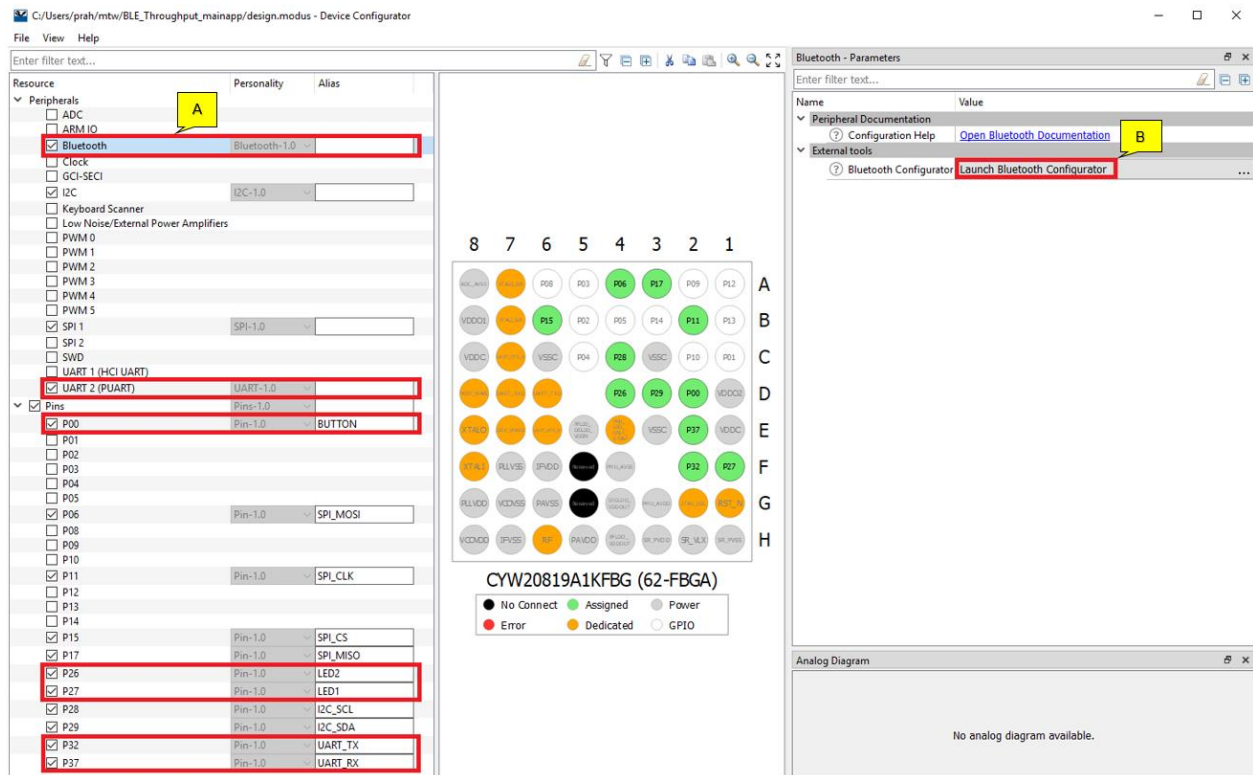 C:/Users/prah/mtw/BLE_Throughput_mainapp/design.modus - Device Configurator
File View Help
Enter filter text...
Resource Personality Alias
Peripherals
ADC
A
ARM IO
Bluetooth Bluetooth-1.0
Clock
GCI-SECI
I2C I2C-1.0
Keyboard Scanner
Low Noise/External Power Amplifiers
PWM 0
PWM 1
PWM 2
PWM 3
PWM 4
PWM 5
SPI 1 SPI-1.0
SPI 2
SWD
UART 1 (HCI UART)
UART 2 (PUART) UART-1.0
Pins Pins-1.0
P00 Pin-1.0 BUTTON
P01
P02
P03
P04
P05
P06 Pin-1.0 SPI_MOSI
P08
P09
P10
P11 Pin-1.0 SPI_CLK
P12
P13
P14
P15 Pin-1.0 SPI_CS
P17 Pin-1.0 SPI_MISO
P26 Pin-1.0 LED2
P27 Pin-1.0 LED1
P28 Pin-1.0 I2C_SCL
P29 Pin-1.0 I2C_SDA
P32 Pin-1.0 UART_TX
P37 Pin-1.0 UART_RX
8 7 6 5 4 3 2 1
P08 P03 P06 P17 P09 P12 A
VDDO1 P15 P02 P05 P14 P11 P13 B
VDDC VSSC P04 P28 VSSC P10 P01 C
P26 P29 P00 VDDO2 D
XTALO VSSC P37 VDDC E
XTALI PLLVSS IFVDD P32 P27 F
PLLVDD VCOVSS PAVSS RST_N G
VCOVDD IFVSS RF PAVDD SR_VLX H
CYW20819A1KFBG (62-FBGA)
No Connect Assigned Power
Error Dedicated GPIO
Bluetooth - Parameters
Enter filter text...
Name Value
Peripheral Documentation
Configuration Help Open Bluetooth Documentation
B
External tools
Bluetooth Configurator Launch Bluetooth Configurator ...
Analog Diagram
No analog diagram available.